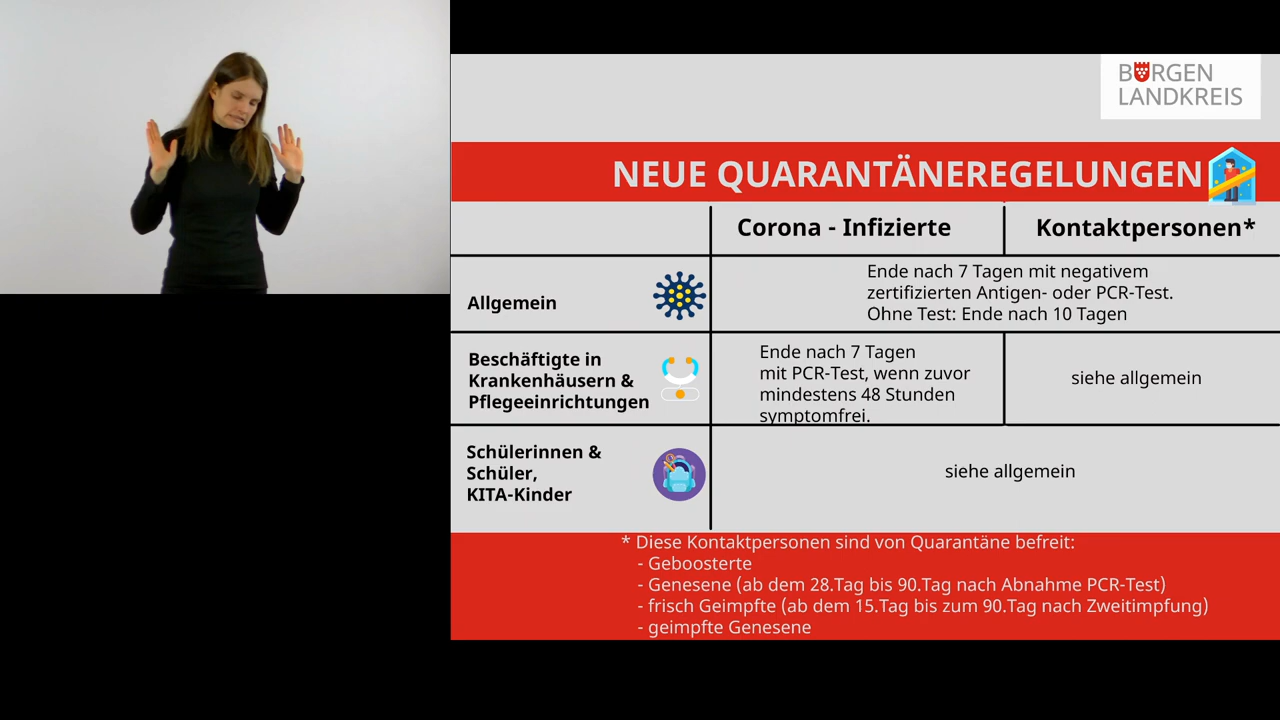 BURGEN
LANDKREIS
NEUE QUARANTÄNEREGELUNGEN
Corona - Infizierte
Kontaktpersonen*
Allgemein
Ende nach 7 Tagen mit negativem
zertifizierten Antigen- oder PCR-Test.
Ohne Test: Ende nach 10 Tagen
Beschäftigte in
Krankenhäusern &
Pflegeeinrichtungen
Ende nach 7 Tagen
mit PCR-Test, wenn zuvor
mindestens 48 Stunden
symptomfrei.
siehe allgemein
Schülerinnen &
Schüler,
KITA-Kinder
siehe allgemein
* Diese Kontaktpersonen sind von Quarantäne befreit:
- Geboosterte
- Genesene (ab dem 28.Tag bis 90.Tag nach Abnahme PCR-Test)
- frisch Geimpfte (ab dem 15.Tag bis zum 90.Tag nach Zweitimpfung)
- geimpfte Genesene